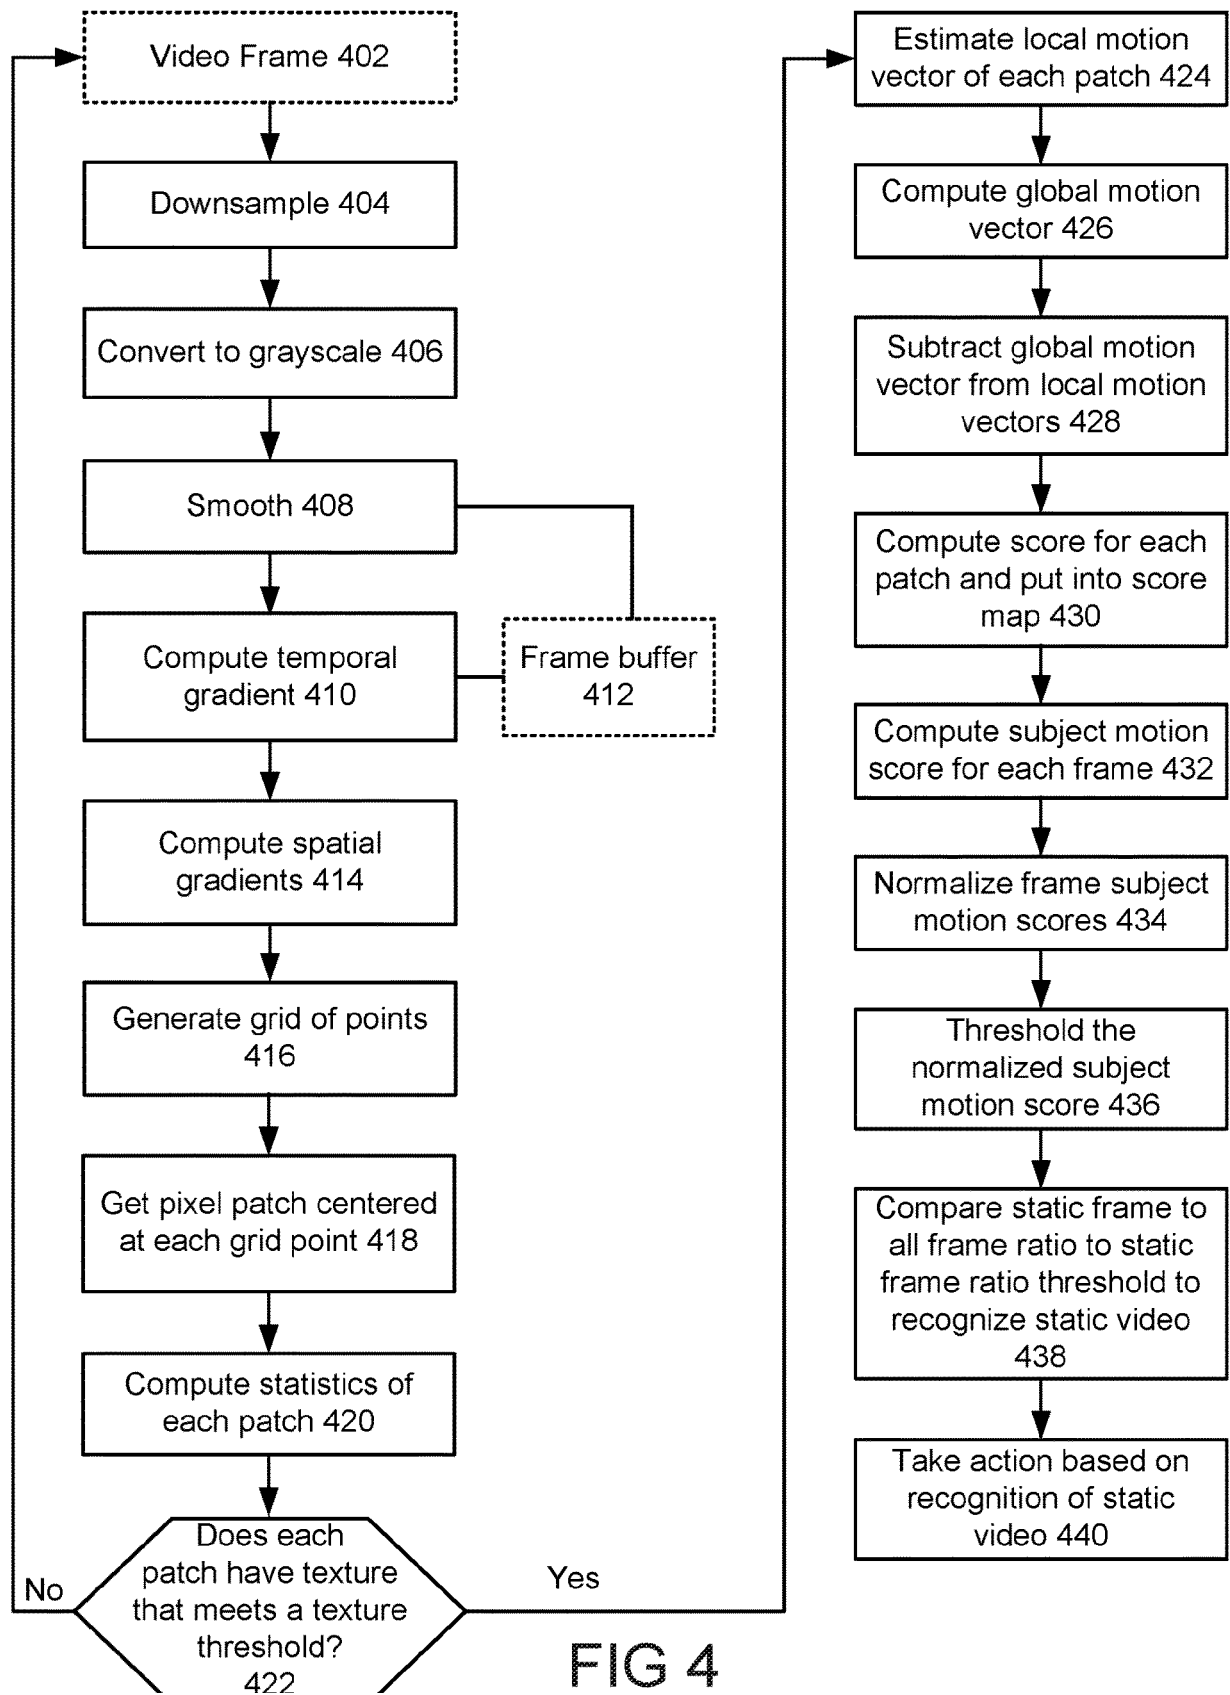 Video Frame 402
Downsample 404
Convert to grayscale 406
Smooth 408
Compute temporal
gradient 410
Frame buffer
412
Compute spatial
gradients 414
Generate grid of points
416
Get pixel patch centered
at each grid point 418
Compute statistics of
each patch 420
Does each
patch have texture
that meets a texture
threshold?
422
No
Yes
Estimate local motion
vector of each patch 424
Compute global motion
vector 426
Subtract global motion
vector from local motion
vectors 428
Compute score for each
patch and put into score
map 430
Compute subject motion
score for each frame 432
Normalize frame subject
motion scores 434
Threshold the
normalized subject
motion score 436
Compare static frame to
all frame ratio to static
frame ratio threshold to
recognize static video
438
Take action based on
recognition of static
video 440
FIG 4